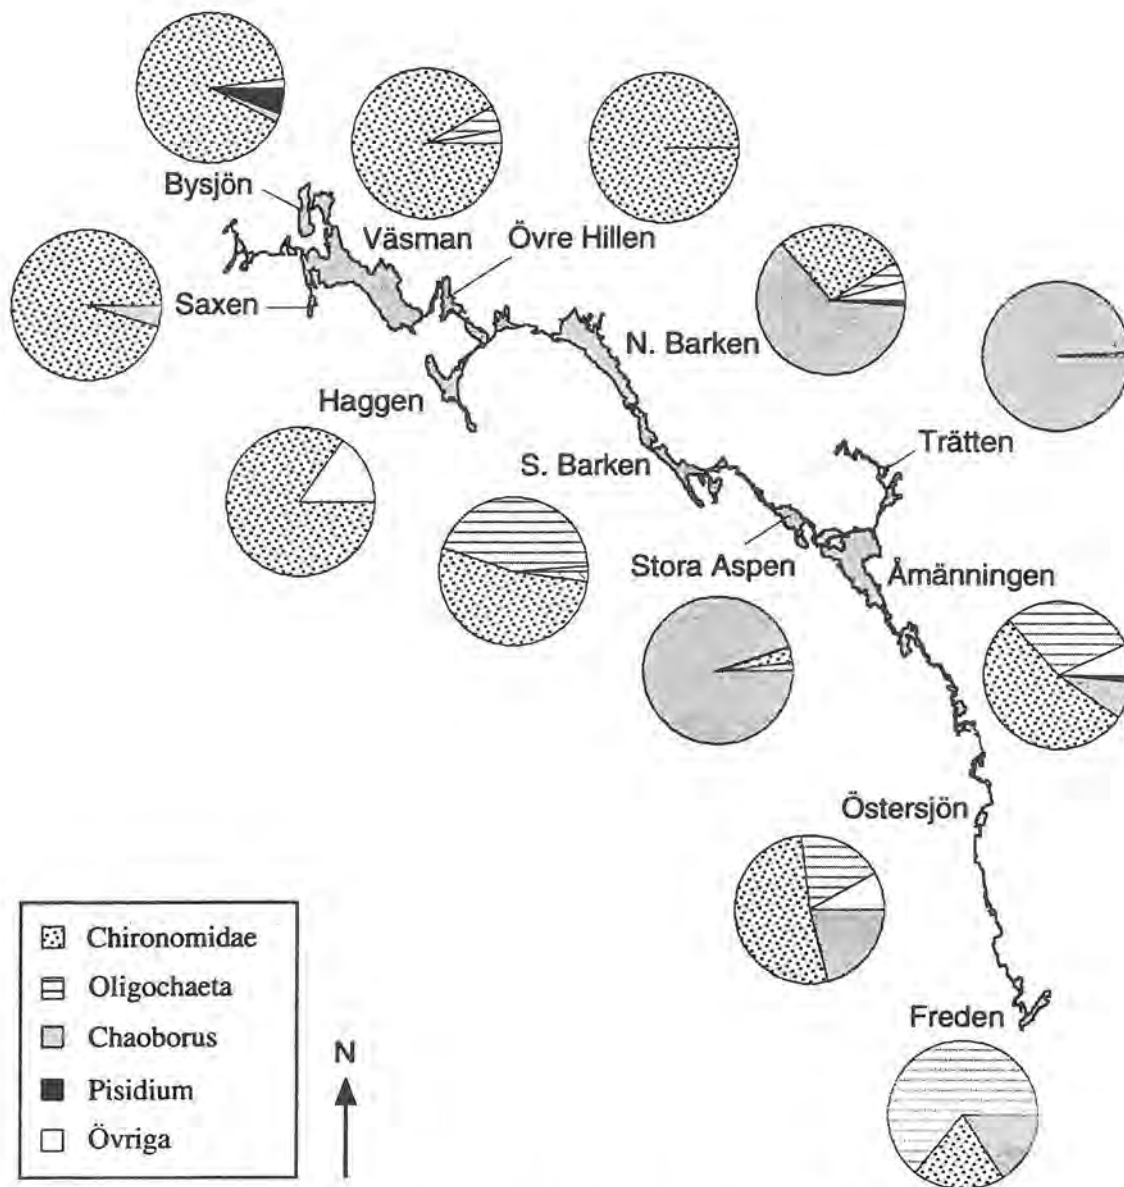 Bysjön
Väsman
Övre Hillen
Saxen
N. Barken
Haggen
Trätten
S. Barken
Stora Aspen
Åmänningen
Östersjön
Freden
Chironomidae
Oligochaeta
Chaoborus
Pisidium
Övriga
N